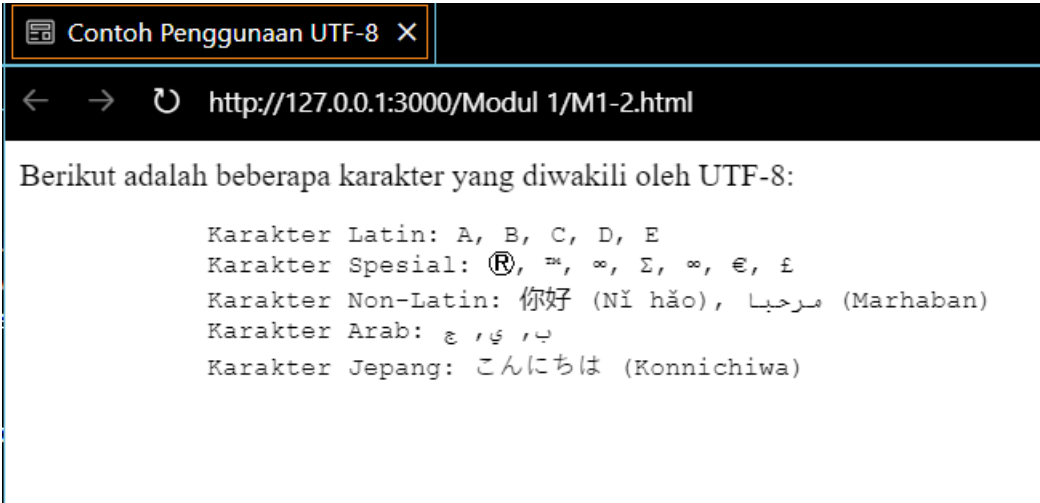 Contoh Penggunaan UTF-8
http://127.0.0.1:3000/Modul 1/M1-2.html
Berikut adalah beberapa karakter yang diwakili oleh UTF-8:
Karakter Latin: A, B, C, D, E
Karakter Spesial: ®, ™, ∞, Σ, ∞, €, £
Karakter Non-Latin: 你好 (Nǐ hǎo), مرحبا (Marhaban)
Karakter Arab: ب, ي, ج
Karakter Jepang: こんにちは (Konnichiwa)